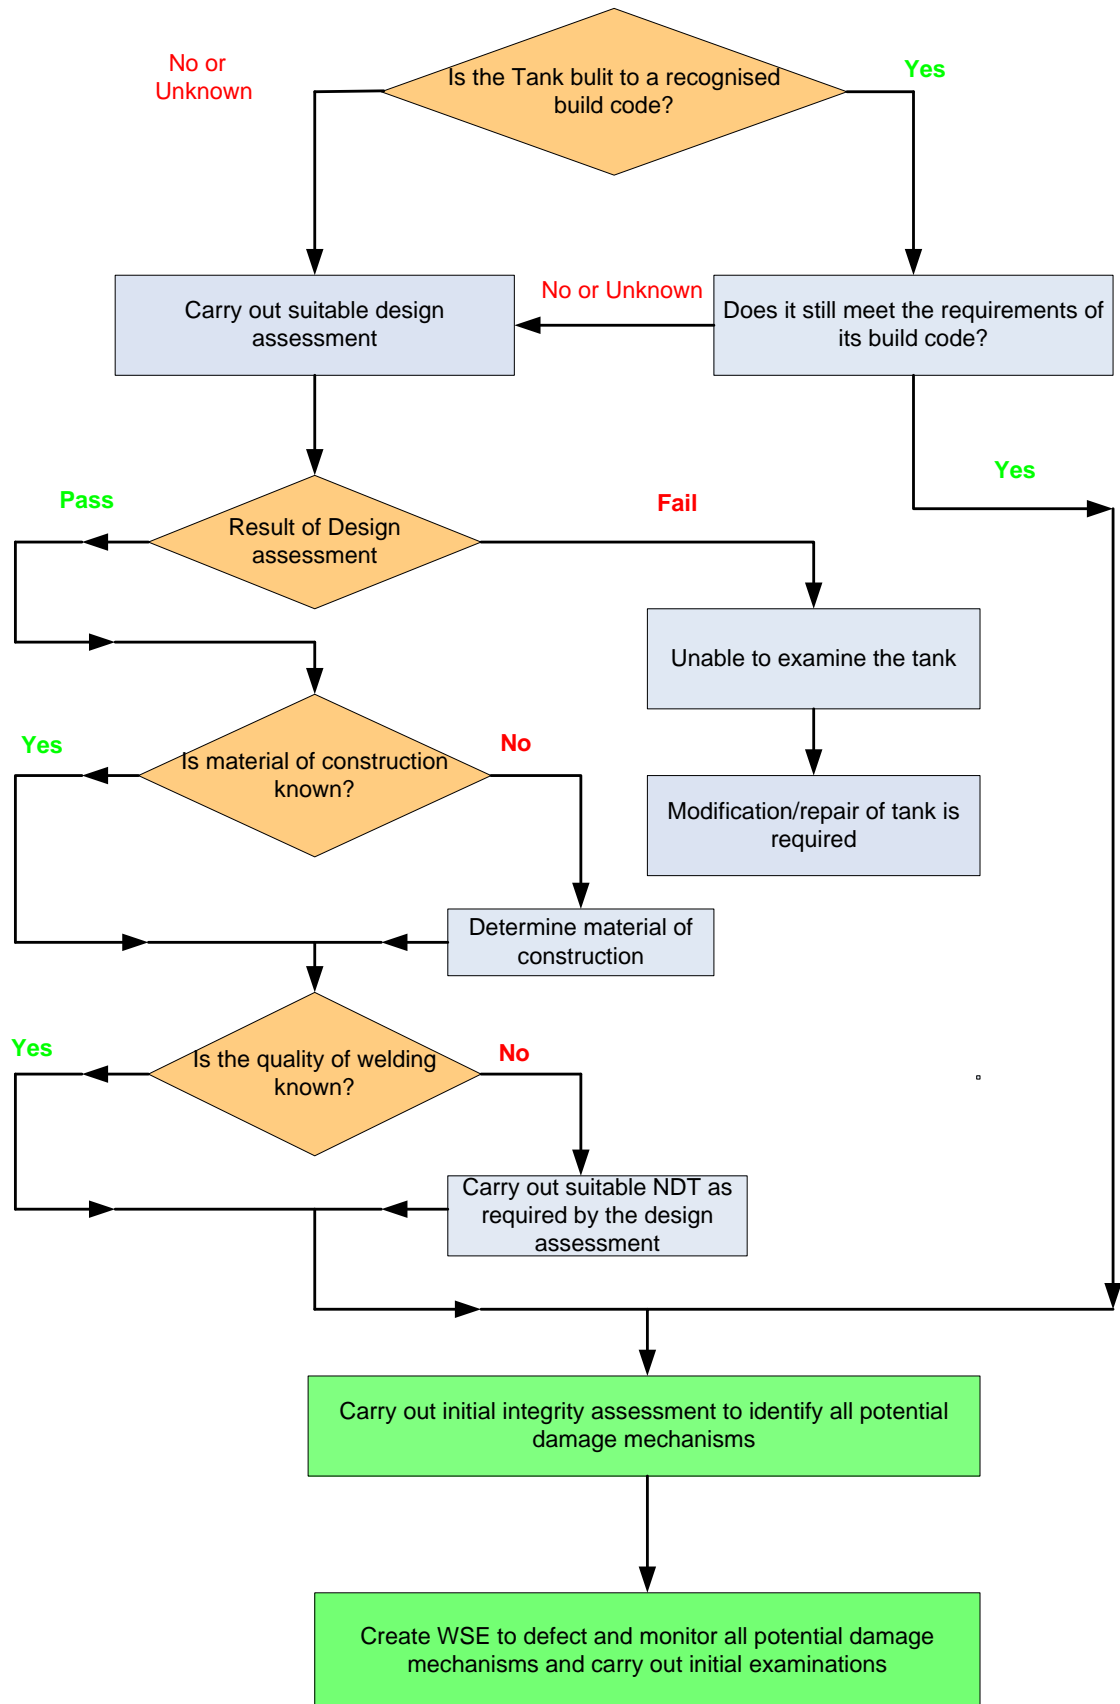 No or
Unknown
Is the Tank bulit to a recognised
build code?
Yes
Carry out suitable design
assessment
No or Unknown
Does it still meet the requirements of
its build code?
Yes
Pass
Result of Design
assessment
Fail
Unable to examine the tank
Yes
Is material of construction
known?
No
Modification/repair of tank is
required
Determine material of
construction
Yes
Is the quality of welding
known?
No
Carry out suitable NDT as
required by the design
assessment
Carry out initial integrity assessment to identify all potential
damage mechanisms
Create WSE to defect and monitor all potential damage
mechanisms and carry out initial examinations